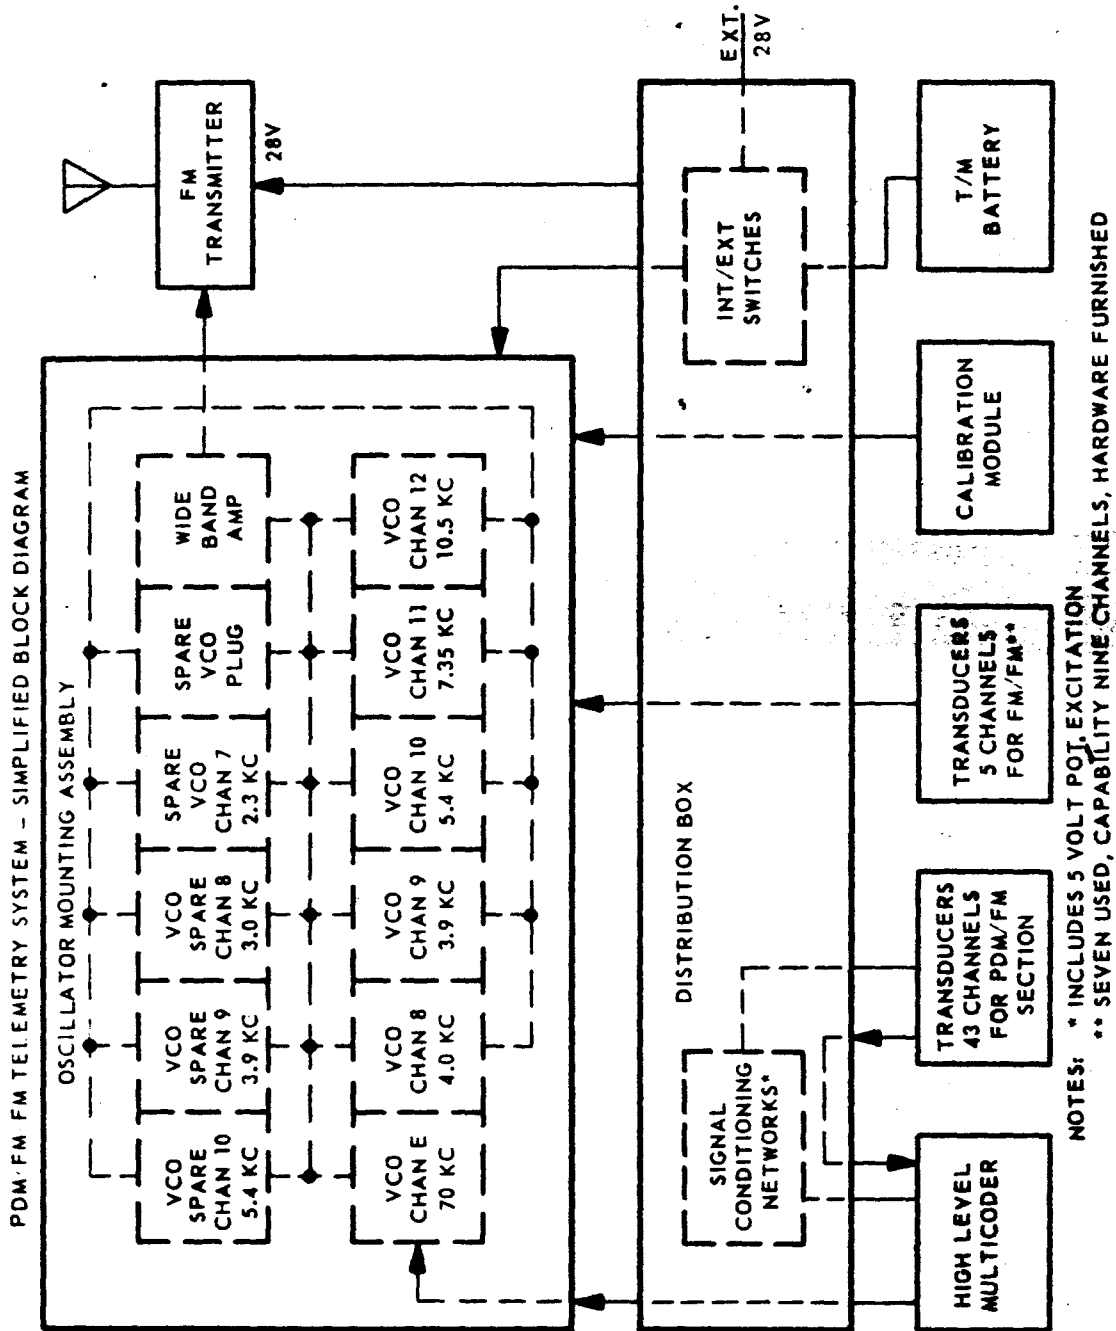 PDM/FM/FM TELEMETRY SYSTEM – SIMPLIFIED BLOCK DIAGRAM
OSCILLATOR MOUNTING ASSEMBLY
VCO
SPARE
CHAN 10
5.4 KC
VCO
SPARE
CHAN 9
3.9 KC
VCO
SPARE
CHAN 8
3.0 KC
SPARE
VCO
CHAN 7
2.3 KC
SPARE
VCO
PLUG
WIDE
BAND
AMP
VCO
CHAN E
70 KC
VCO
CHAN 8
4.0 KC
VCO
CHAN 9
3.9 KC
VCO
CHAN 10
5.4 KC
VCO
CHAN 11
7.35 KC
VCO
CHAN 12
10.5 KC
FM
TRANSMITTER
28V
DISTRIBUTION BOX
SIGNAL
CONDITIONING
NETWORKS*
INT/EXT
SWITCHES
EXT.
28V
HIGH LEVEL
MULTICODER
TRANSDUCERS
43 CHANNELS
FOR PDM/FM
SECTION
TRANSDUCERS
5 CHANNELS
FOR FM/FM**
CALIBRATION
MODULE
T/M
BATTERY
NOTES: * INCLUDES 5 VOLT POT. EXCITATION
** SEVEN USED, CAPABILITY NINE CHANNELS, HARDWARE FURNISHED